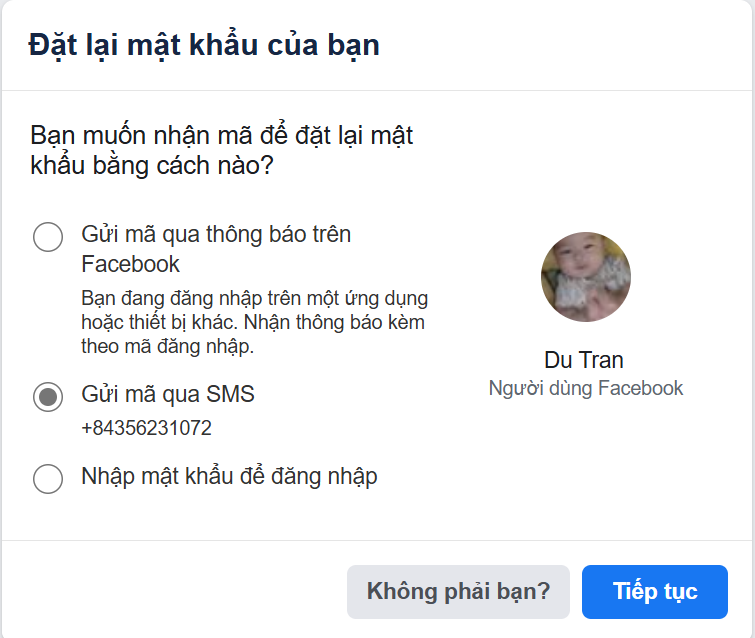 Đặt lại mật khẩu của bạn
Bạn muốn nhận mã để đặt lại mật
khẩu bằng cách nào?
Gửi mã qua thông báo trên
Facebook
Bạn đang đăng nhập trên một ứng dụng
hoặc thiết bị khác. Nhận thông báo kèm
theo mã đăng nhập.
Gửi mã qua SMS
+84356231072
Nhập mật khẩu để đăng nhập
Du Tran
Người dùng Facebook
Không phải bạn?
Tiếp tục